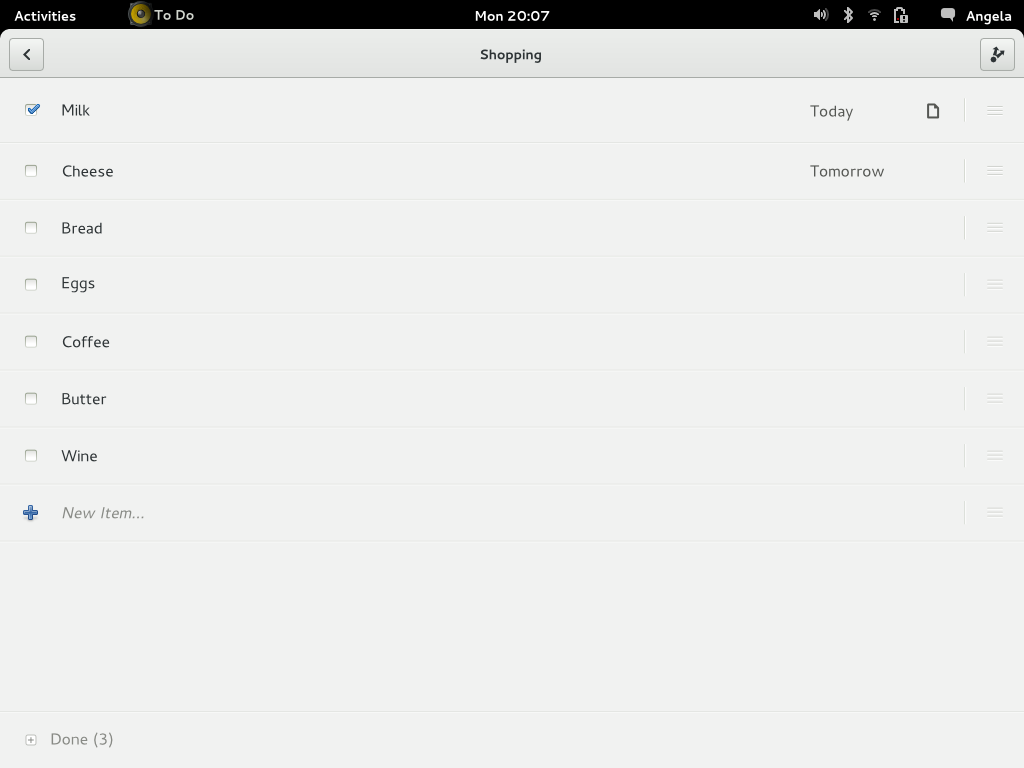 Activities To Do Mon 20:07 Angela
Shopping
Milk Today
Cheese Tomorrow
Bread
Eggs
Coffee
Butter
Wine
New Item...
Done (3)